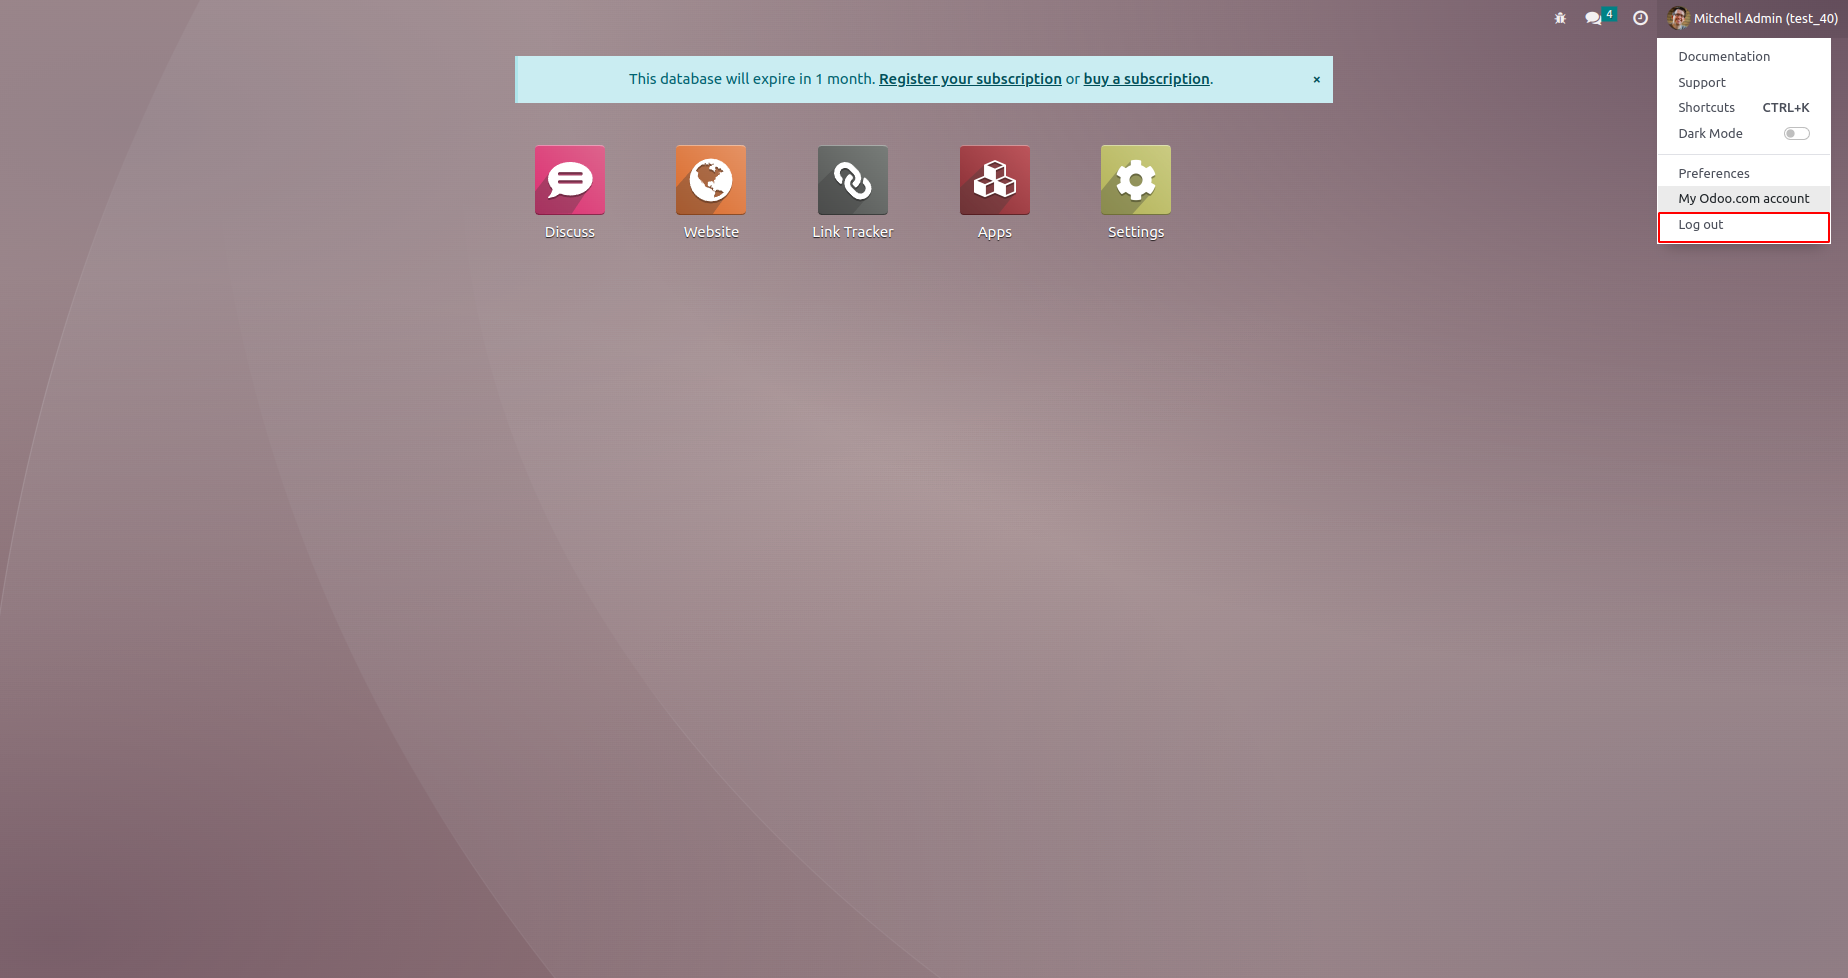 4
Mitchell Admin (test_40)
This database will expire in 1 month. Register your subscription or buy a subscription.
×
Documentation
Support
Shortcuts CTRL+K
Dark Mode
Preferences
My Odoo.com account
Log out
Discuss
Website
Link Tracker
Apps
Settings